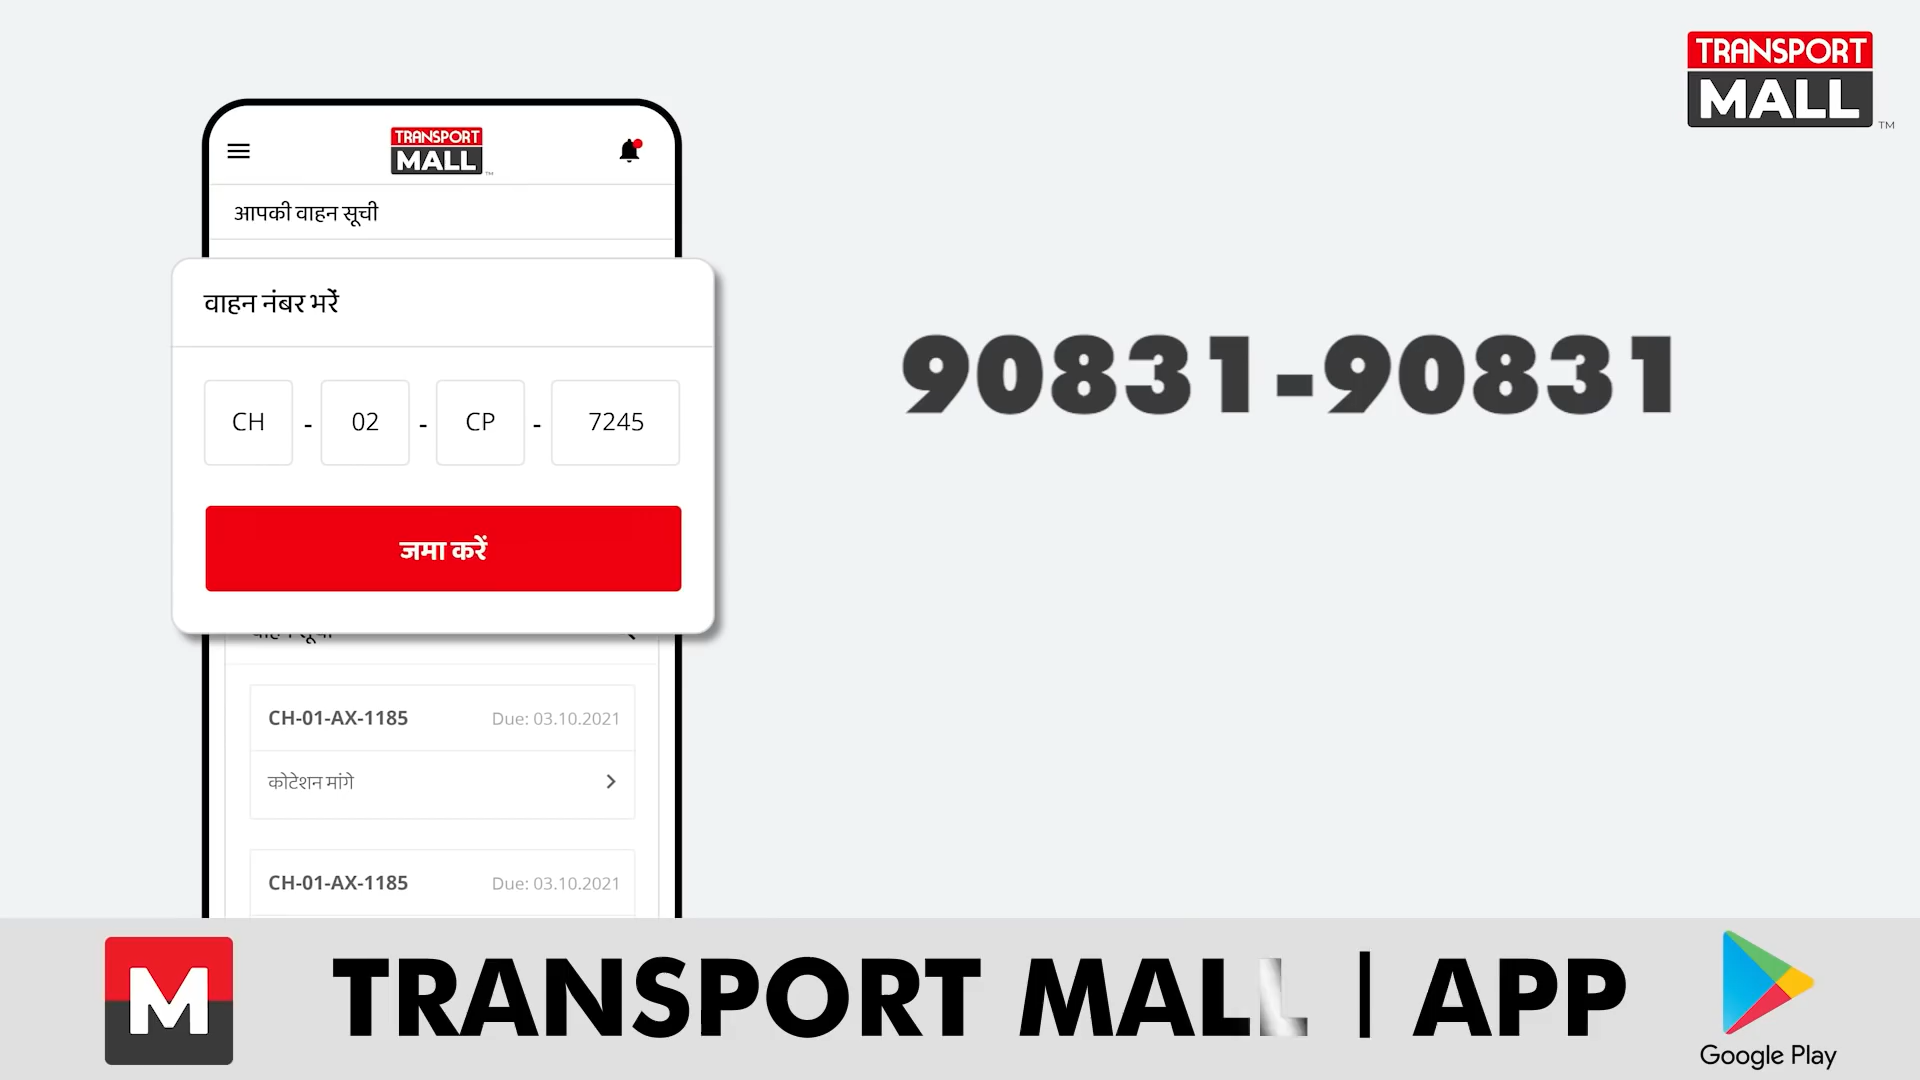 TRANSPORT
MALL
TM
TRANSPORT
MALL
TM
आपकी वाहन सूची
वाहन नंबर भरें
CH - 02 - CP - 7245
जमा करें
90831-90831
CH-01-AX-1185 Due: 03.10.2021
कोटेशन मांगे
CH-01-AX-1185 Due: 03.10.2021
M TRANSPORT MALL | APP
Google Play